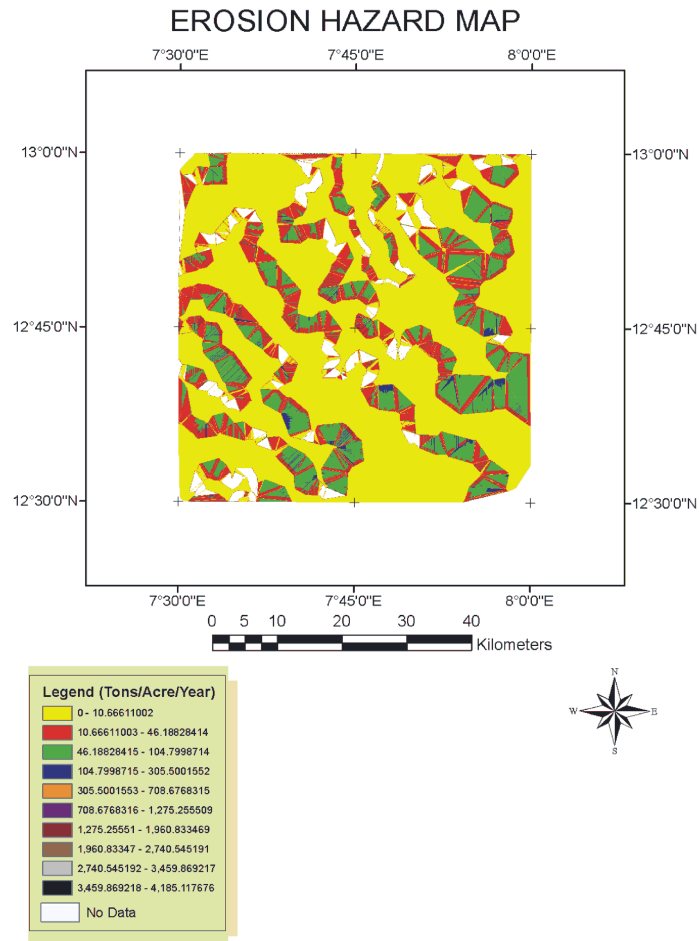 EROSION HAZARD MAP
7°30'0"E 7°45'0"E 8°0'0"E
13°0'0"N 13°0'0"N
12°45'0"N 12°45'0"N
12°30'0"N 12°30'0"N
7°30'0"E 7°45'0"E 8°0'0"E
0 5 10 20 30 40
Kilometers
N
W E
S
Legend (Tons/Acre/Year)
0 - 10.66611002
10.66611003 - 46.18828414
46.18828415 - 104.7998714
104.7998715 - 305.5001552
305.5001553 - 708.6768315
708.6768316 - 1,275.255509
1,275.25551 - 1,960.833469
1,960.83347 - 2,740.545191
2,740.545192 - 3,459.869217
3,459.869218 - 4,185.117676
No Data